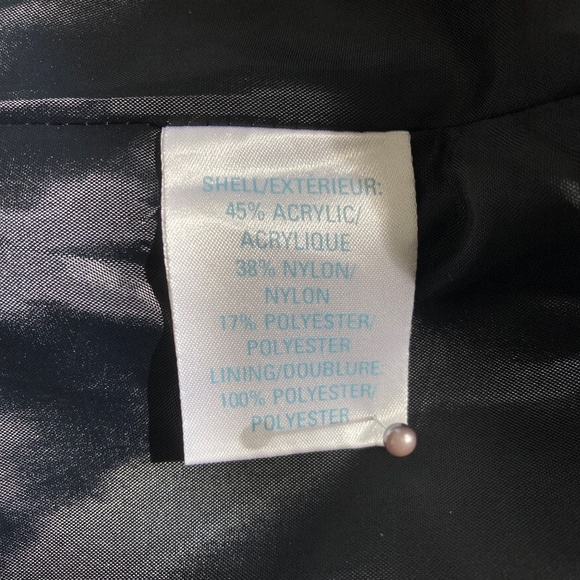 SHELL/EXTÉRIEUR:
45% ACRYLIC/
ACRYLIQUE
38% NYLON/
NYLON
17% POLYESTER/
POLYESTER
LINING/DOUBLURE:
100% POLYESTER/
POLYESTER